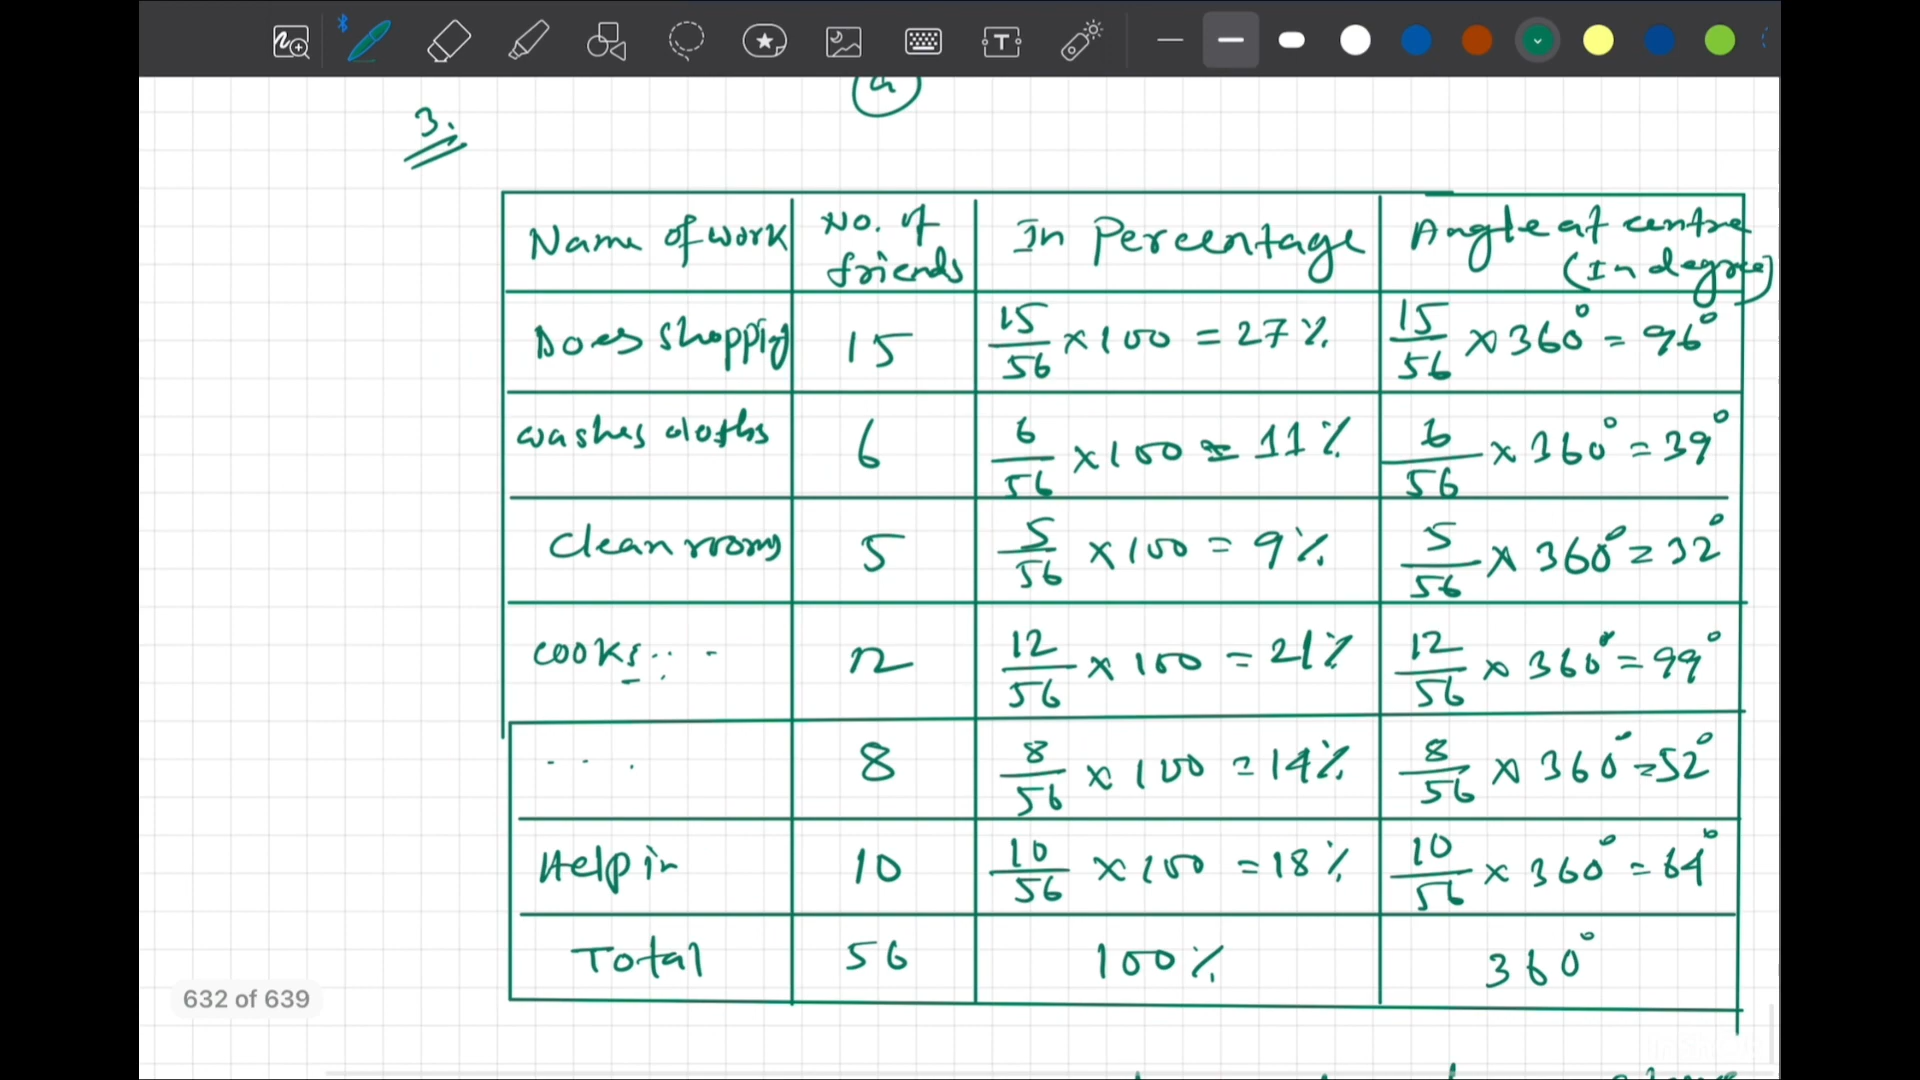 3.
Name of work No. of friends In Percentage Angle at centre (In degree)
Does shopping 15 15/56 × 100 = 27% 15/56 × 360° = 96°
washes cloths 6 6/56 × 100 = 11% 6/56 × 360° = 39°
Clean rooms 5 5/56 × 100 = 9% 5/56 × 360° = 32°
cooks... - 12 12/56 × 100 = 21% 12/56 × 360° = 99°
- - . 8 8/56 × 100 = 14% 8/56 × 360° = 52°
Help in 10 10/56 × 100 = 18% 10/56 × 360° = 64°
Total 56 100% 360°
632 of 639